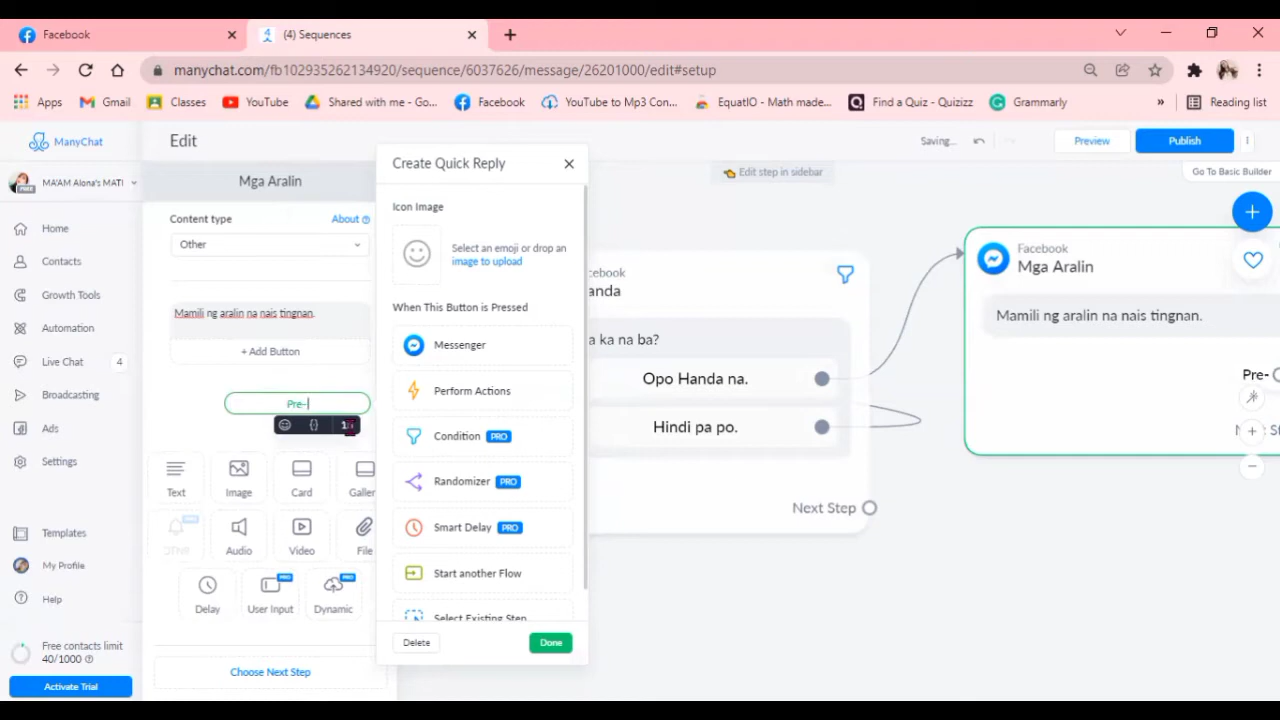 Facebook
(4) Sequences
manychat.com/fb102935262134920/sequence/6037626/message/26201000/edit#setup
Apps
Gmail
Classes
YouTube
Shared with me - Go...
Facebook
YouTube to Mp3 Con...
EquatIO - Math made...
Find a Quiz - Quizizz
Grammarly
»
Reading list
ManyChat
Edit
Saving...
Preview
Publish
MA'AM Alona's MATI
FREE
Home
Contacts
Growth Tools
Automation
Live Chat 4
Broadcasting
Ads
Settings
Templates
My Profile
Help
Free contacts limit
40/1000
Activate Trial
Mga Aralin
Content type
About
Other
Mamili ng aralin na nais tingnan.
+ Add Button
Pre-
Text
Image
Card
Galler
PRO
Audio
Video
File
Delay
User Input PRO
Dynamic PRO
Choose Next Step
Create Quick Reply
Icon Image
Select an emoji or drop an
image to upload
When This Button is Pressed
Messenger
Perform Actions
Condition PRO
Randomizer PRO
Smart Delay PRO
Start another Flow
Select Existing Step
Delete
Done
Edit step in sidebar
Go To Basic Builder
cebook
anda
a ka na ba?
Opo Handa na.
Hindi pa po.
Next Step
Facebook
Mga Aralin
Mamili ng aralin na nais tingnan.
Pre-